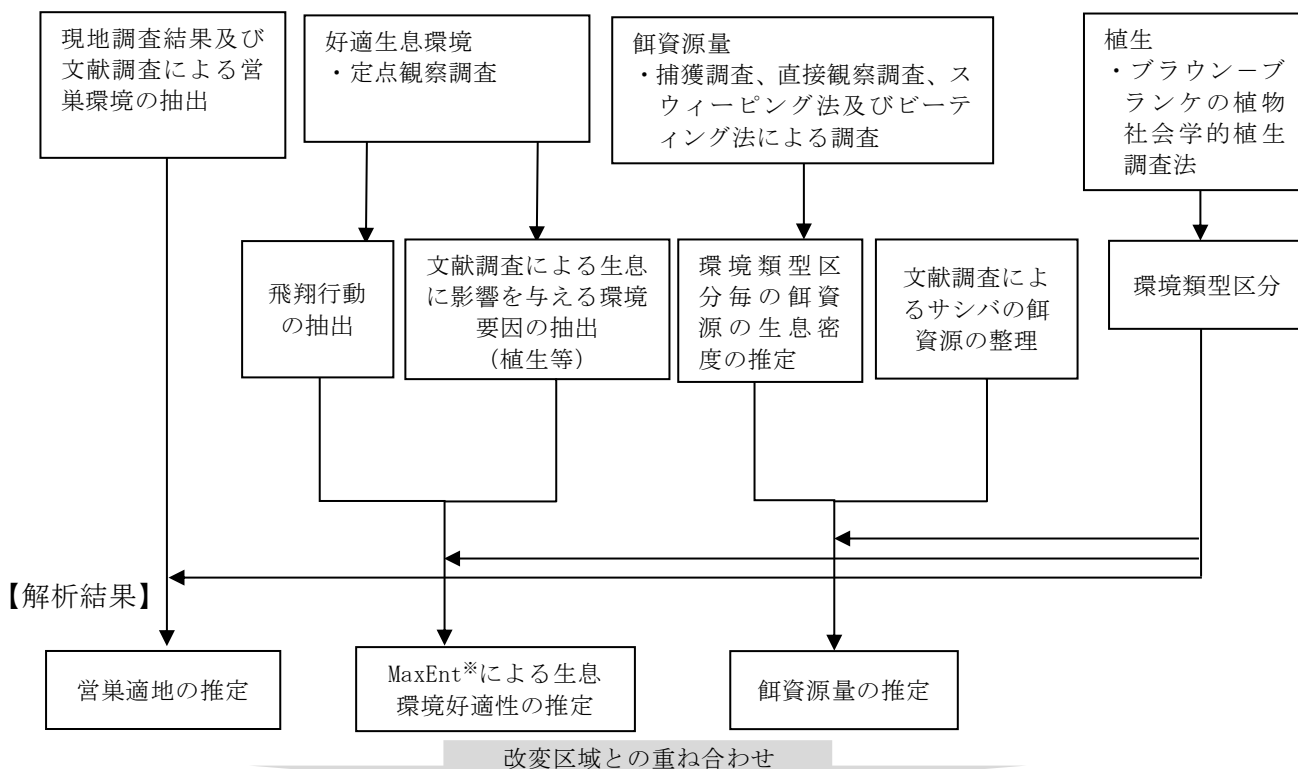 現地調査結果及び
文献調査による営
巣環境の抽出
好適生息環境
・定点観察調査
餌資源量
・捕獲調査、直接観察調査、ス
ウィーピング法及びビーテ
ィング法による調査
植生
・ブラウン－ブ
ランケの植物
社会学的植生
調査法
飛翔行動
の抽出
文献調査による生息
に影響を与える環境
要因の抽出
（植生等）
環境類型区
分毎の餌資
源の生息密
度の推定
文献調査によ
るサシバの餌
資源の整理
環境類型区分
【解析結果】
営巣適地の推定
MaxEnt※による生息
環境好適性の推定
餌資源量の推定
改変区域との重ね合わせ